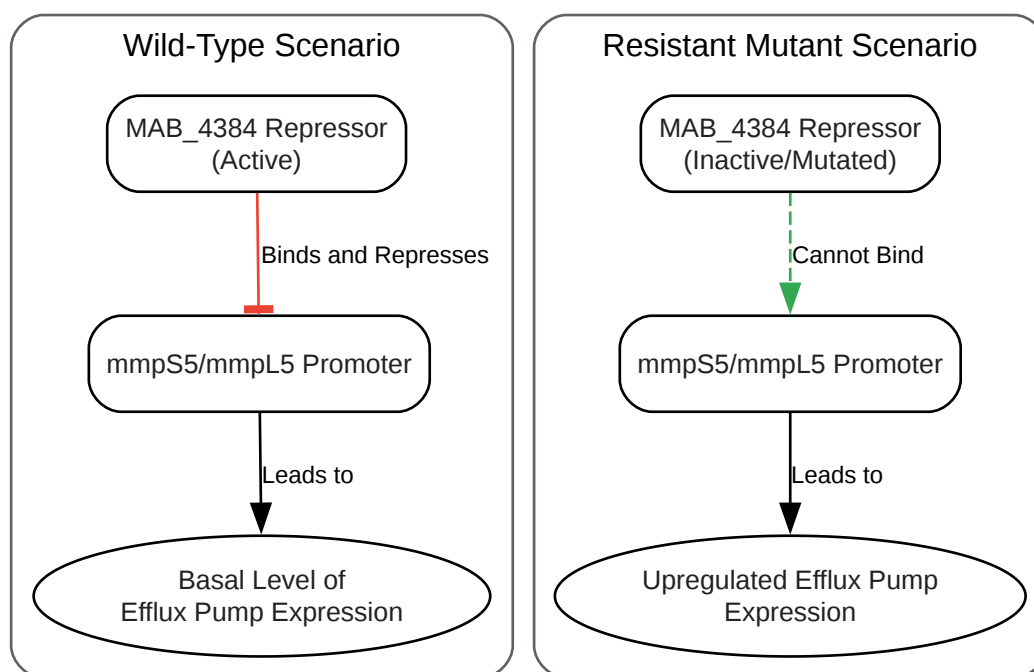 Wild-Type Scenario
MAB_4384 Repressor
(Active)
Binds and Represses
mmpS5/mmpL5 Promoter
Leads to
Basal Level of
Efflux Pump Expression
Resistant Mutant Scenario
MAB_4384 Repressor
(Inactive/Mutated)
Cannot Bind
mmpS5/mmpL5 Promoter
Leads to
Upregulated Efflux Pump
Expression